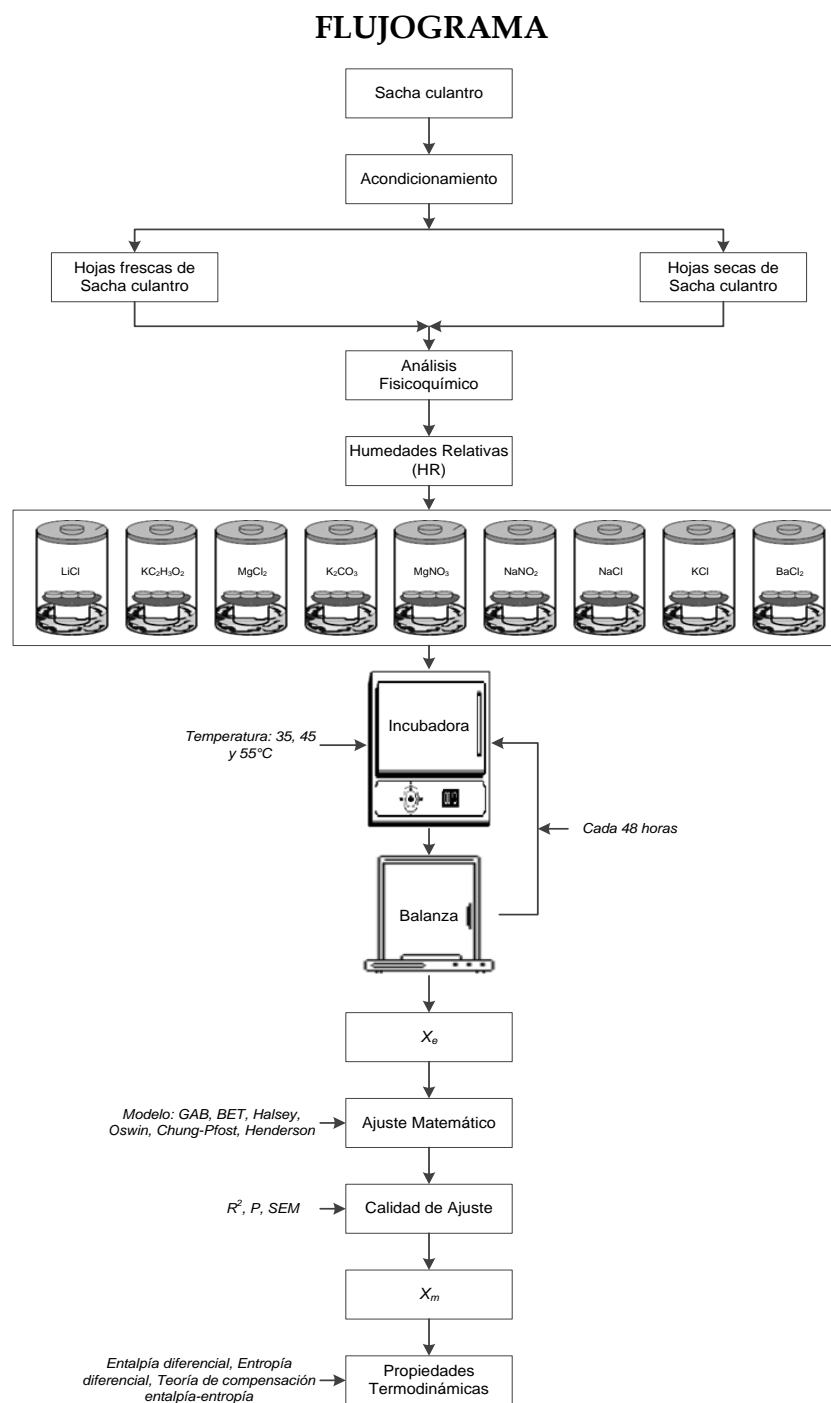 FLUJOGRAMA
Sacha culantro
Acondicionamiento
Hojas frescas de
Sacha culantro
Hojas secas de
Sacha culantro
Análisis
Fisicoquímico
Humedades Relativas
(HR)
LiCl
KC₂H₃O₂
MgCl₂
K₂CO₃
MgNO₃
NaNO₂
NaCl
KCl
BaCl₂
Incubadora
Temperatura: 35, 45
y 55°C
Cada 48 horas
Balanza
Xₑ
Modelo: GAB, BET, Halsey,
Oswin, Chung-Pfost, Henderson
Ajuste Matemático
R², P, SEM
Calidad de Ajuste
Xₘ
Entalpía diferencial, Entropía
diferencial, Teoría de compensación
entalpía-entropía
Propiedades
Termodinámicas